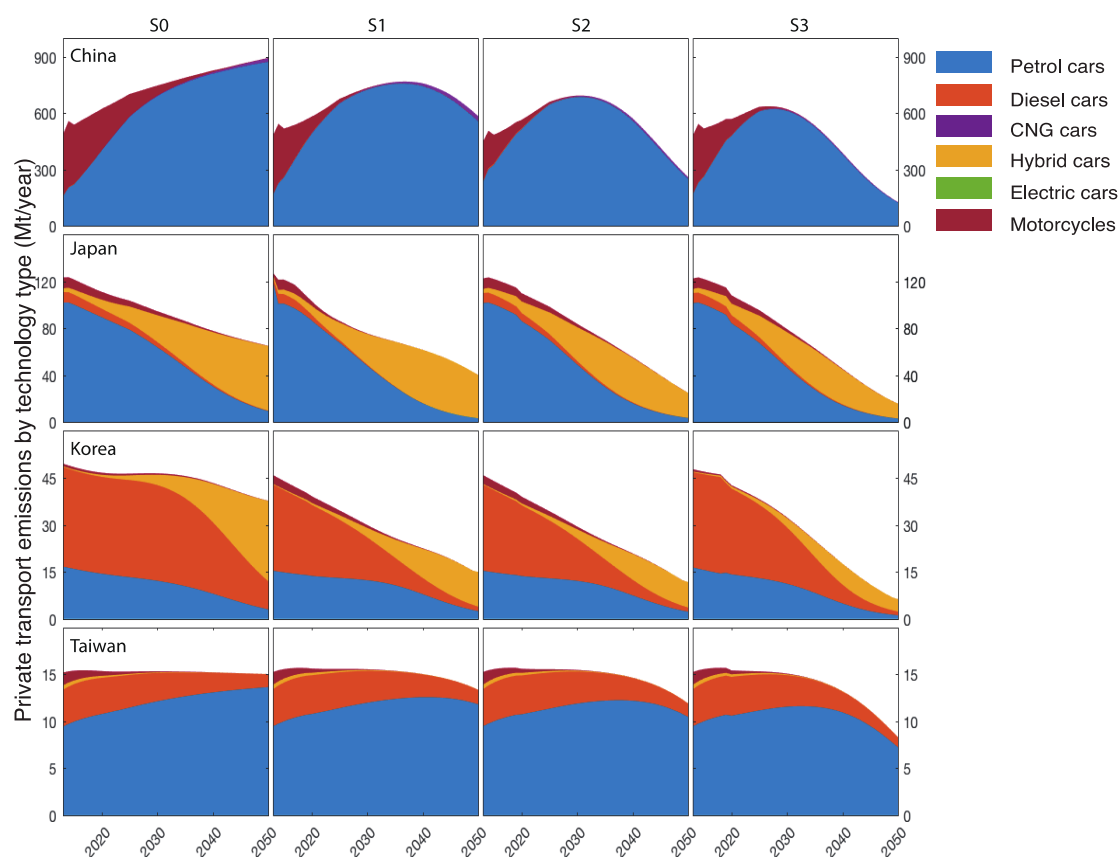 S0 S1 S2 S3
Private transport emissions by technology type (Mt/year)
China
900
600
300
0
900
600
300
0
Petrol cars
Diesel cars
CNG cars
Hybrid cars
Electric cars
Motorcycles
Japan
120
80
40
0
120
80
40
0
Korea
45
30
15
0
45
30
15
0
Taiwan
15
10
5
0
15
10
5
0
2020 2030 2040 2050 2020 2030 2040 2050 2020 2030 2040 2050 2020 2030 2040 2050